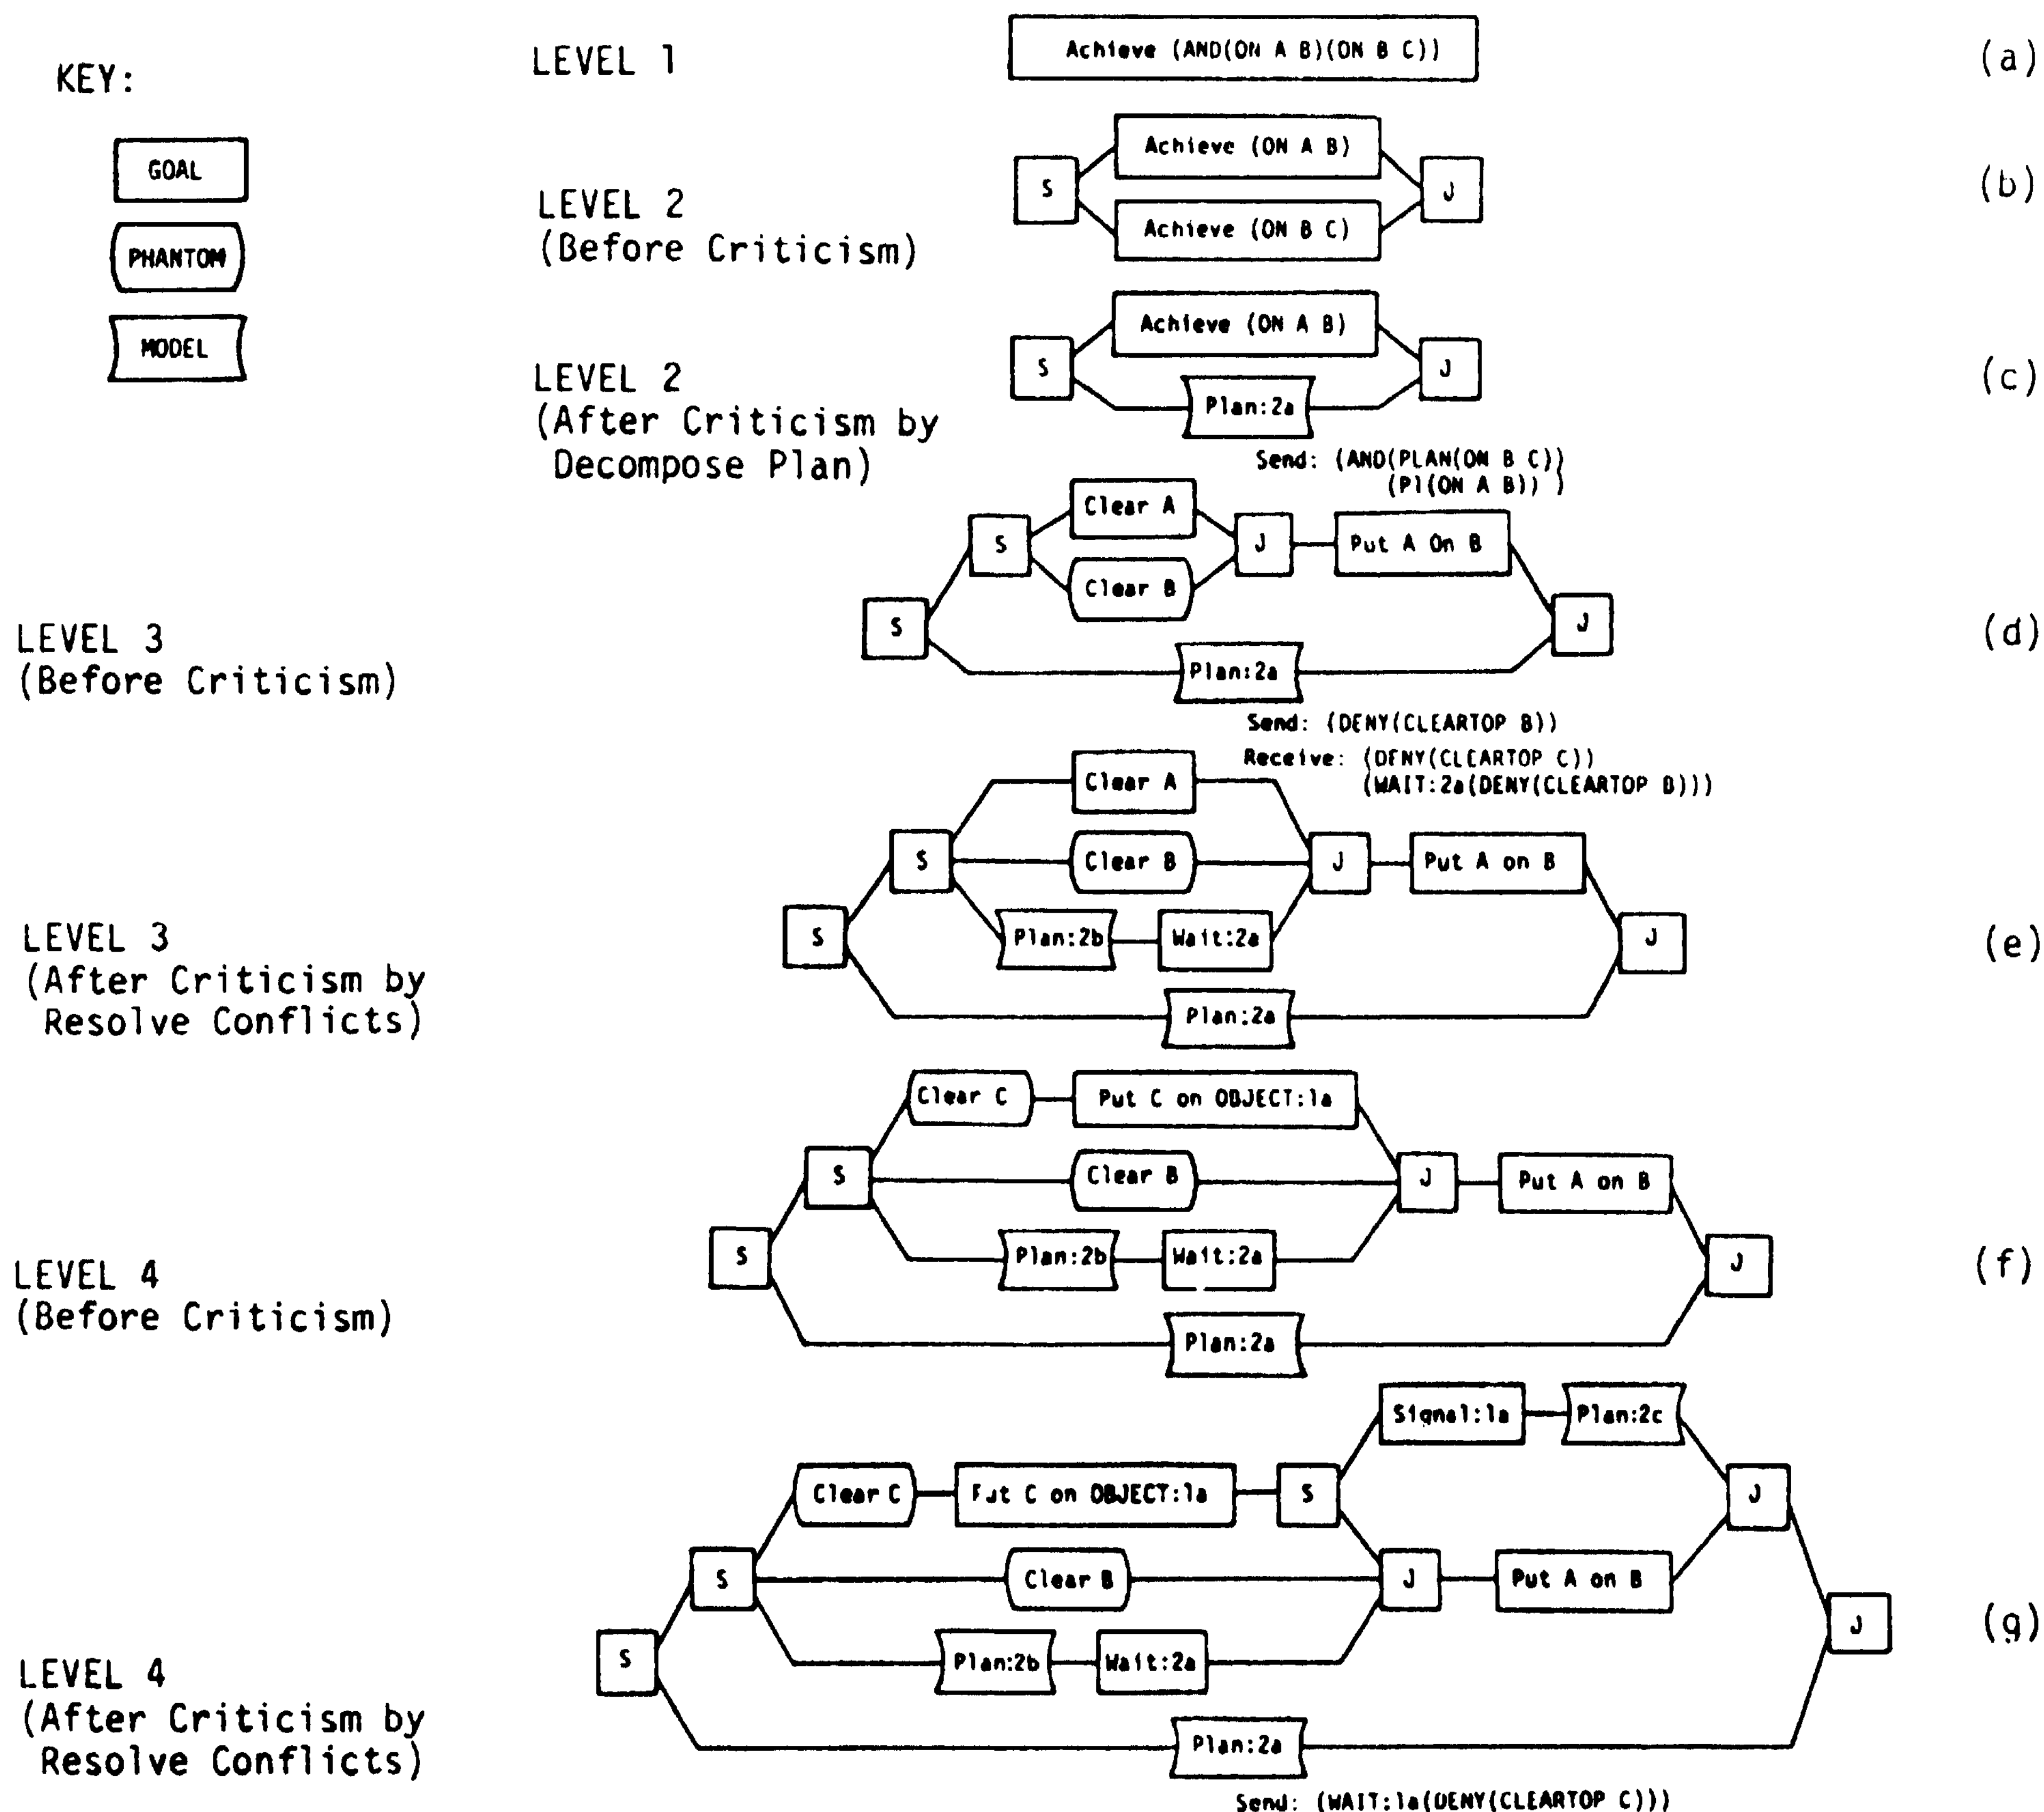 KEY:
GOAL
PHANTOM
MODEL
LEVEL 1
Achieve (AND(ON A B)(ON B C))
(a)
LEVEL 2
(Before Criticism)
Achieve (ON A B)
S
J
Achieve (ON B C)
(b)
LEVEL 2
(After Criticism by
Decompose Plan)
Achieve (ON A B)
S
J
Plan:2a
(c)
Send: (AND(PLAN(ON B C))
(P1(ON A B)) )
LEVEL 3
(Before Criticism)
Clear A
S
J
Put A On B
Clear B
S
J
Plan:2a
(d)
Send: (DENY(CLEARTOP B))
Receive: (DENY(CLEARTOP C))
(WAIT:2a(DENY(CLEARTOP B)))
LEVEL 3
(After Criticism by
Resolve Conflicts)
Clear A
S
Clear B
J
Put A on B
S
Plan:2b
Wait:2a
J
Plan:2a
(e)
LEVEL 4
(Before Criticism)
Clear C
Put C on OBJECT:1a
S
Clear B
J
Put A on B
S
Plan:2b
Wait:2a
J
Plan:2a
(f)
LEVEL 4
(After Criticism by
Resolve Conflicts)
Signal:1a
Plan:2c
Clear C
Put C on OBJECT:1a
S
J
S
Clear B
J
Put A on B
S
Plan:2b
Wait:2a
J
Plan:2a
(g)
Send: (WAIT:1a(DENY(CLEARTOP C)))